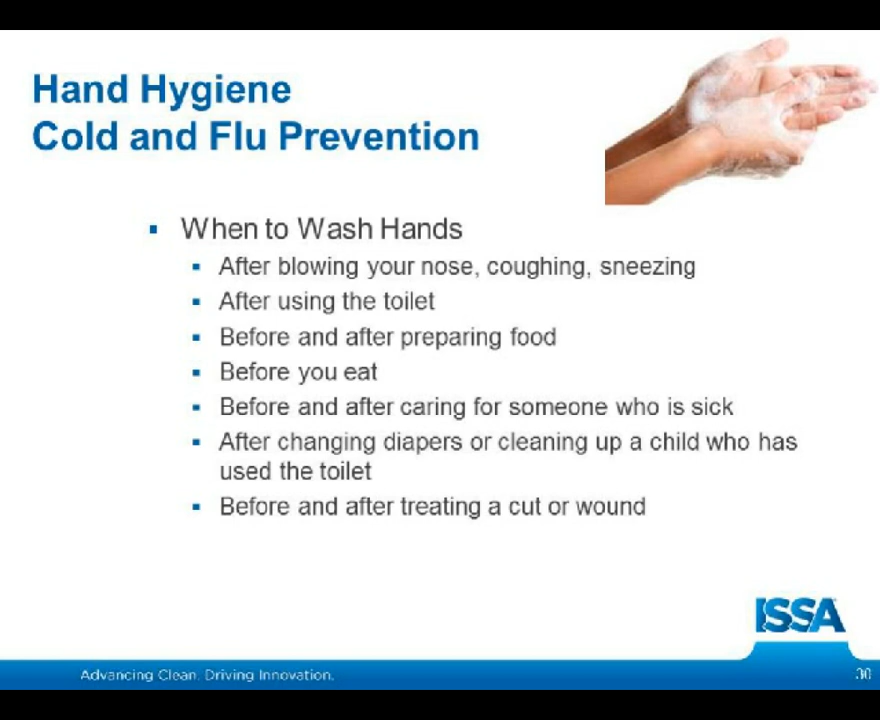 Hand Hygiene
Cold and Flu Prevention
When to Wash Hands
After blowing your nose, coughing, sneezing
After using the toilet
Before and after preparing food
Before you eat
Before and after caring for someone who is sick
After changing diapers or cleaning up a child who has
used the toilet
Before and after treating a cut or wound
ISSA
Advancing Clean. Driving Innovation.
30